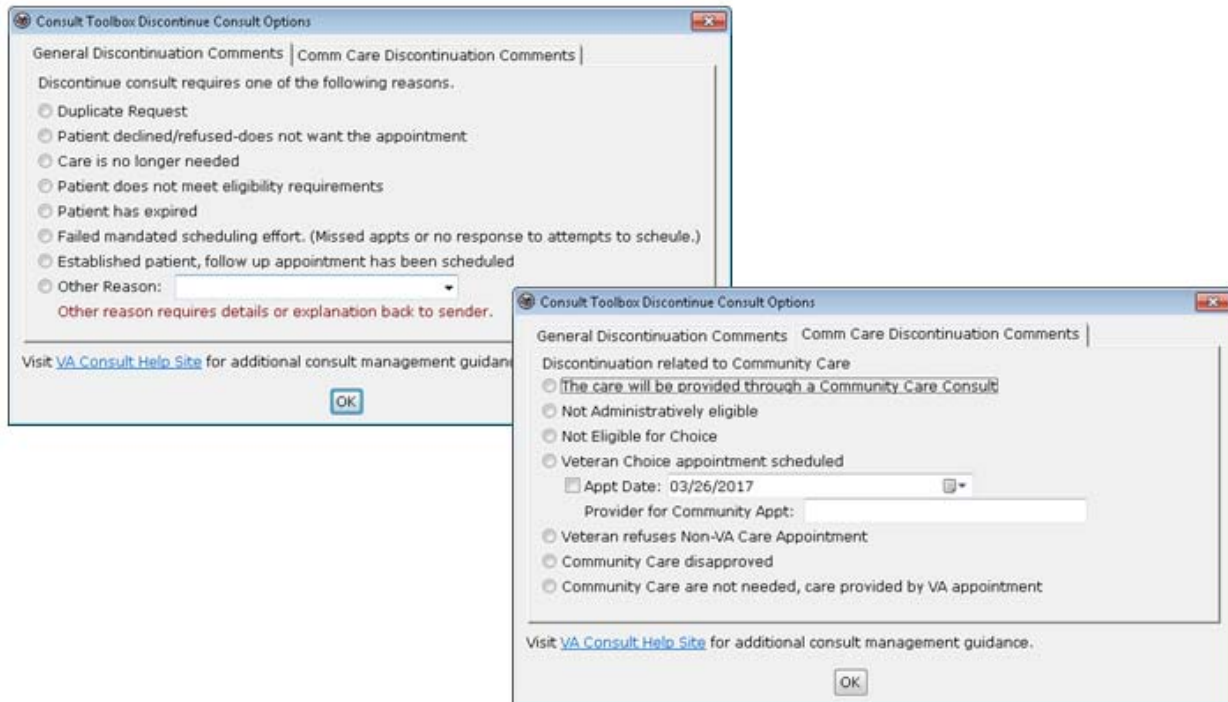 Consult Toolbox Discontinue Consult Options
General Discontinuation Comments
Comm Care Discontinuation Comments
Discontinue consult requires one of the following reasons.
Duplicate Request
Patient declined/refused-does not want the appointment
Care is no longer needed
Patient does not meet eligibility requirements
Patient has expired
Failed mandated scheduling effort. (Missed appts or no response to attempts to scheule.)
Established patient, follow up appointment has been scheduled
Other Reason:
Other reason requires details or explanation back to sender.
Visit VA Consult Help Site for additional consult management guidan
OK
Consult Toolbox Discontinue Consult Options
General Discontinuation Comments
Comm Care Discontinuation Comments
Discontinuation related to Community Care
The care will be provided through a Community Care Consult
Not Administratively eligible
Not Eligible for Choice
Veteran Choice appointment scheduled
Appt Date: 03/26/2017
Provider for Community Appt:
Veteran refuses Non-VA Care Appointment
Community Care disapproved
Community Care are not needed, care provided by VA appointment
Visit VA Consult Help Site for additional consult management guidance.
OK